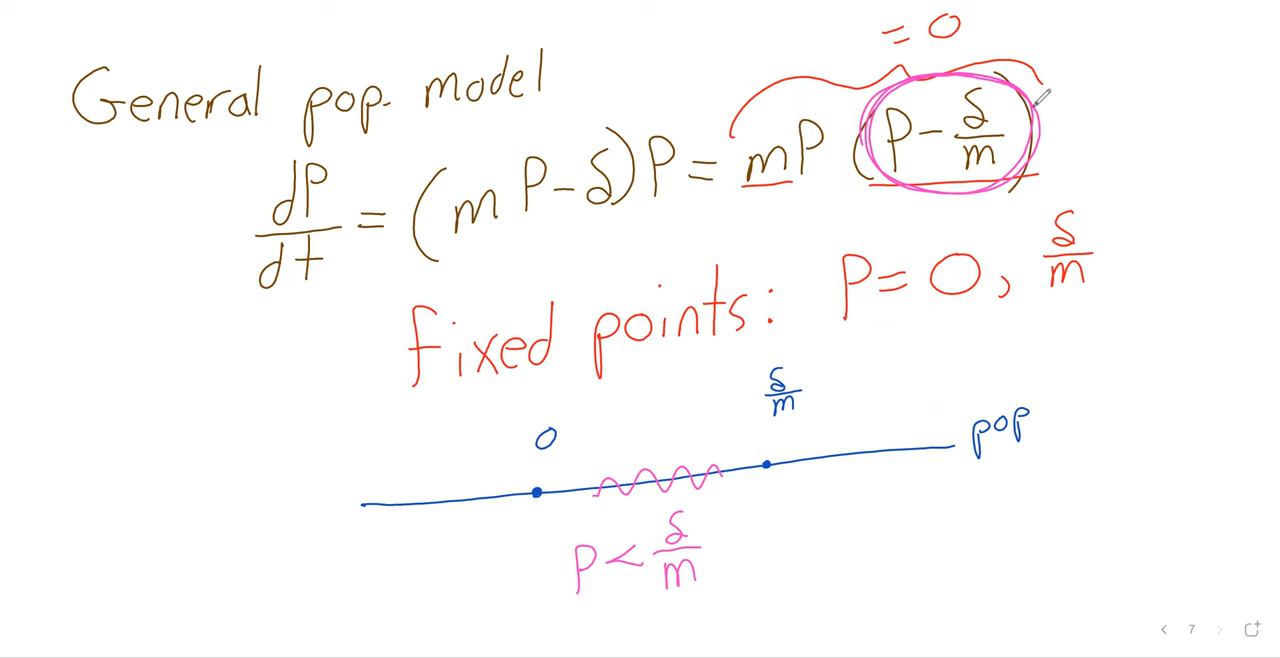 = 0
General pop. model
dP/dt = (mP-δ)P = mP (P - δ/m)
fixed points: P = 0, δ/m
0 δ/m pop
P < δ/m
< 7 >